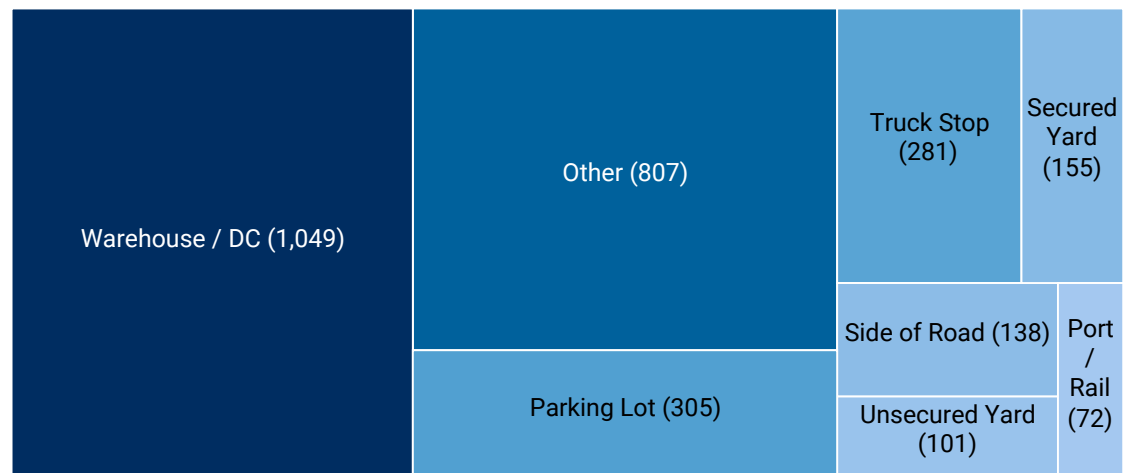 Warehouse / DC (1,049)
Other (807)
Parking Lot (305)
Truck Stop
(281)
Secured
Yard
(155)
Side of Road (138)
Unsecured Yard
(101)
Port
/
Rail
(72)